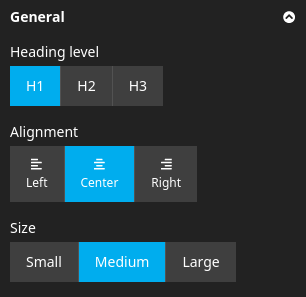 General
Heading level
H1 H2 H3
Alignment
Left Center Right
Size
Small Medium Large